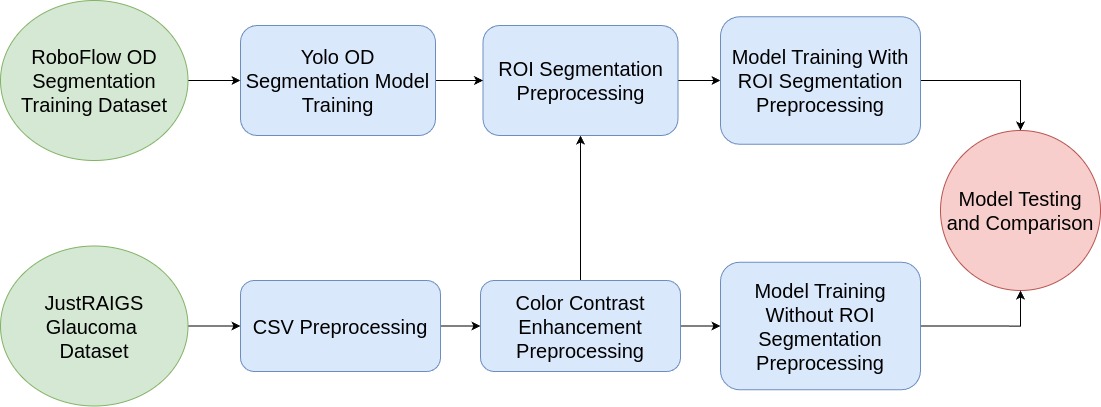 RoboFlow OD
Segmentation
Training Dataset
Yolo OD
Segmentation Model
Training
ROI Segmentation
Preprocessing
Model Training With
ROI Segmentation
Preprocessing
Model Testing
and Comparison
JustRAIGS
Glaucoma
Dataset
CSV Preprocessing
Color Contrast
Enhancement
Preprocessing
Model Training
Without ROI
Segmentation
Preprocessing